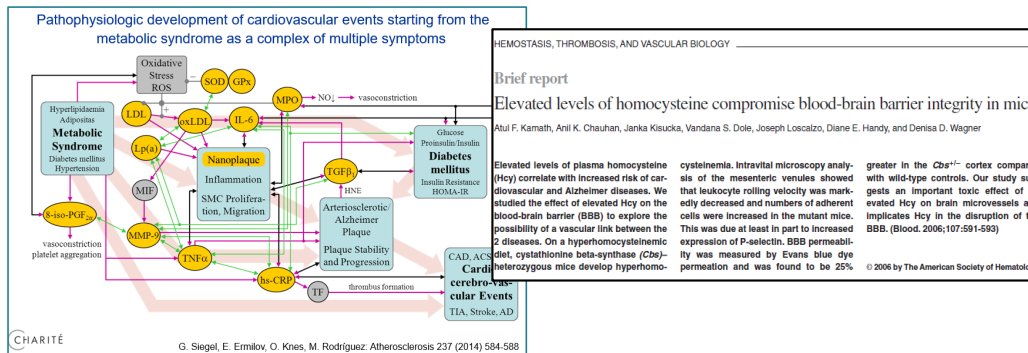 Pathophysiologic development of cardiovascular events starting from the
metabolic syndrome as a complex of multiple symptoms
Oxidative
Stress
ROS
SOD
GPx
MPO
NO↓
vasoconstriction
Hyperlipidaemia
Adipositas
Metabolic
Syndrome
Diabetes mellitus
Hypertension
LDL
oxLDL
IL-6
Lp(a)
Glucose
Proinsulin/Insulin
Diabetes
mellitus
Insulin Resistance
HOMA-IR
Nanoplaque
Inflammation
SMC Prolifera-
tion, Migration
TGFβ1
HNE
MIF
8-iso-PGF2α
vasoconstriction
platelet aggregation
MMP-9
TNFα
Arteriosclerotic/
Alzheimer
Plaque
Plaque Stability
and Progression
hs-CRP
TF
thrombus formation
CAD, ACS
Cardi
cerebro-vas-
cular Events
TIA, Stroke, AD
CHARITÉ
G. Siegel, E. Ermilov, O. Knes, M. Rodríguez: Atherosclerosis 237 (2014) 584-588
HEMOSTASIS, THROMBOSIS, AND VASCULAR BIOLOGY
Brief report
Elevated levels of homocysteine compromise blood-brain barrier integrity in mic
Atul F. Kamath, Anil K. Chauhan, Janka Kisucka, Vandana S. Dole, Joseph Loscalzo, Diane E. Handy, and Denisa D. Wagner
Elevated levels of plasma homocysteine
(Hcy) correlate with increased risk of car-
diovascular and Alzheimer diseases. We
studied the effect of elevated Hcy on the
blood-brain barrier (BBB) to explore the
possibility of a vascular link between the
2 diseases. On a hyperhomocysteinemic
diet, cystathionine beta-synthase (Cbs)–
heterozygous mice develop hyperhomo-
cysteinemia. Intravital microscopy analy-
sis of the mesenteric venules showed
that leukocyte rolling velocity was mark-
edly decreased and numbers of adherent
cells were increased in the mutant mice.
This was due at least in part to increased
expression of P-selectin. BBB permeabil-
ity was measured by Evans blue dye
permeation and was found to be 25%
greater in the Cbs+/− cortex compar
with wild-type controls. Our study su
gests an important toxic effect of
evated Hcy on brain microvessels a
implicates Hcy in the disruption of t
BBB. (Blood. 2006;107:591-593)
© 2006 by The American Society of Hematolo